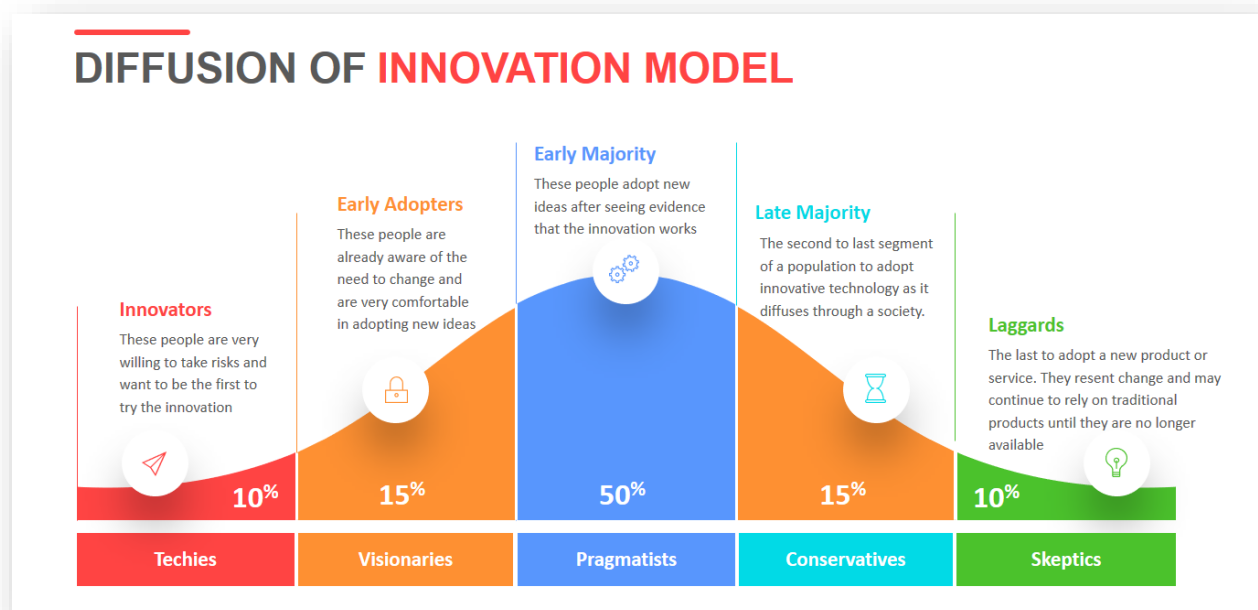 DIFFUSION OF INNOVATION MODEL
Innovators
These people are very
willing to take risks and
want to be the first to
try the innovation
Early Adopters
These people are
already aware of the
need to change and
are very comfortable
in adopting new ideas
Early Majority
These people adopt new
ideas after seeing evidence
that the innovation works
Late Majority
The second to last segment
of a population to adopt
innovative technology as it
diffuses through a society.
Laggards
The last to adopt a new product or
service. They resent change and may
continue to rely on traditional
products until they are no longer
available
10%
15%
50%
15%
10%
Techies
Visionaries
Pragmatists
Conservatives
Skeptics